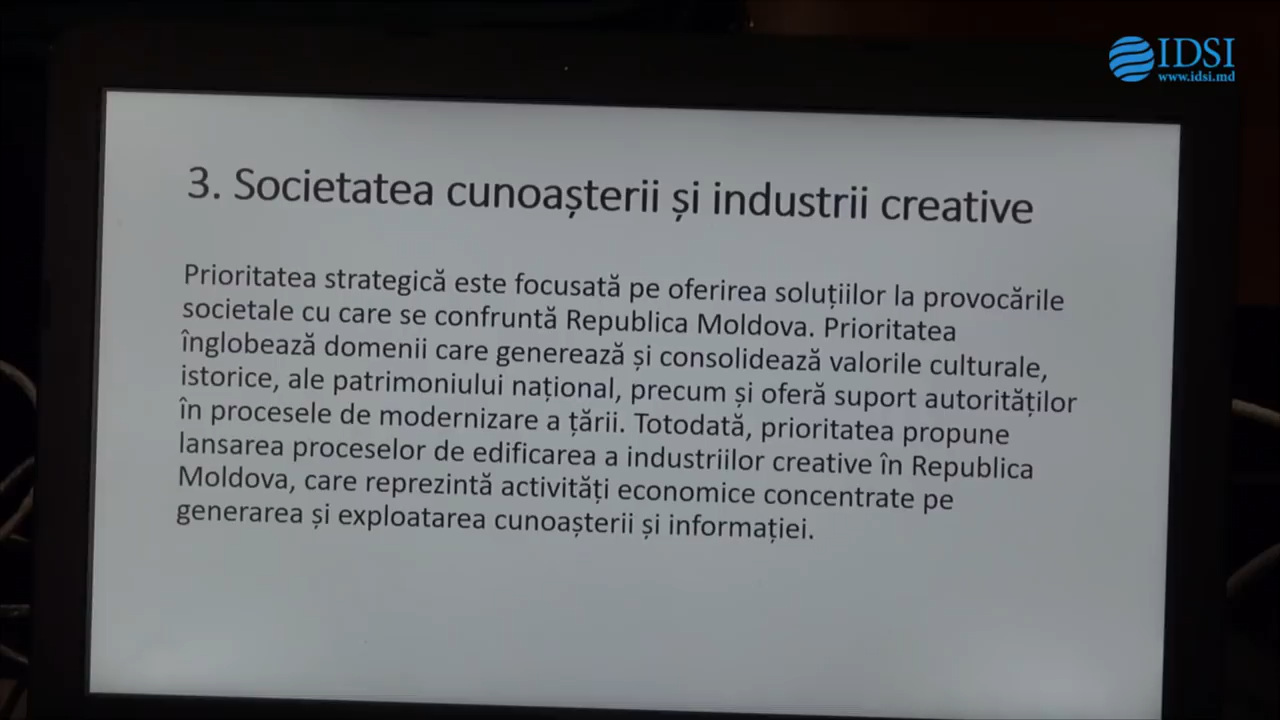 IDSI
www.idsi.md
3. Societatea cunoașterii și industrii creative
Prioritatea strategică este focusată pe oferirea soluțiilor la provocările
societale cu care se confruntă Republica Moldova. Prioritatea
înglobează domenii care generează și consolidează valorile culturale,
istorice, ale patrimoniului național, precum și oferă suport autorităților
în procesele de modernizare a țării. Totodată, prioritatea propune
lansarea proceselor de edificarea a industriilor creative în Republica
Moldova, care reprezintă activități economice concentrate pe
generarea și exploatarea cunoașterii și informației.